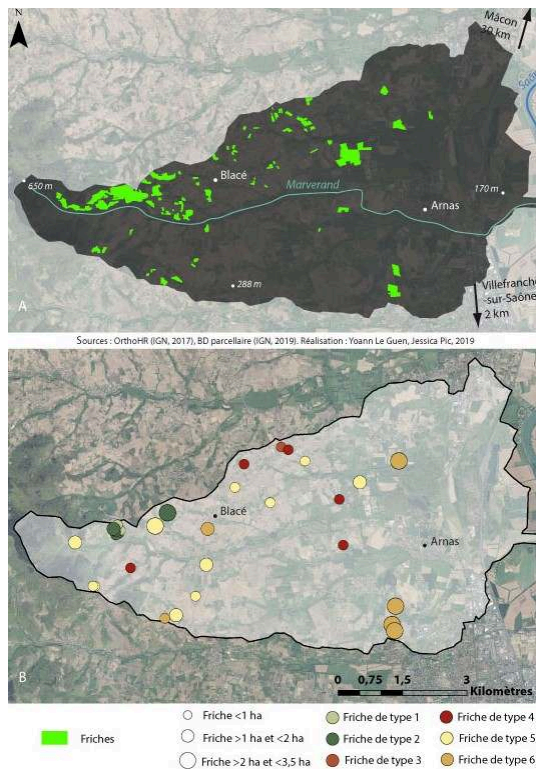 N
Mâcon
30 km
Saône
650 m
Blacé
Marverand
170 m
Arnas
288 m
Villefranche
-sur-Saône
2 km
A
Sources : OrthoHR (IGN, 2017), BD parcellaire (IGN, 2019). Réalisation : Yoann Le Guen, Jessica Pic, 2019
Blacé
Arnas
B
0 0,75 1,5 3
Kilomètres
Friches
Friche <1 ha
Friche >1 ha et <2 ha
Friche >2 ha et <3,5 ha
Friche de type 1
Friche de type 2
Friche de type 3
Friche de type 4
Friche de type 5
Friche de type 6